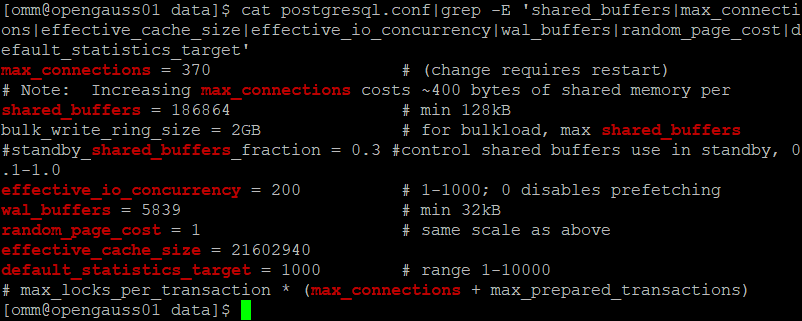 [omm@opengauss01 data]$ cat postgresql.conf|grep -E 'shared_buffers|max_connecti
ons|effective_cache_size|effective_io_concurrency|wal_buffers|random_page_cost|d
efault_statistics_target'
max_connections = 370                   # (change requires restart)
# Note:  Increasing max_connections costs ~400 bytes of shared memory per
shared_buffers = 186864                 # min 128kB
bulk_write_ring_size = 2GB              # for bulkload, max shared_buffers
#standby_shared_buffers_fraction = 0.3 #control shared buffers use in standby, 0
.1-1.0
effective_io_concurrency = 200          # 1-1000; 0 disables prefetching
wal_buffers = 5839                      # min 32kB
random_page_cost = 1                    # same scale as above
effective_cache_size = 21602940
default_statistics_target = 1000        # range 1-10000
# max_locks_per_transaction * (max_connections + max_prepared_transactions)
[omm@opengauss01 data]$